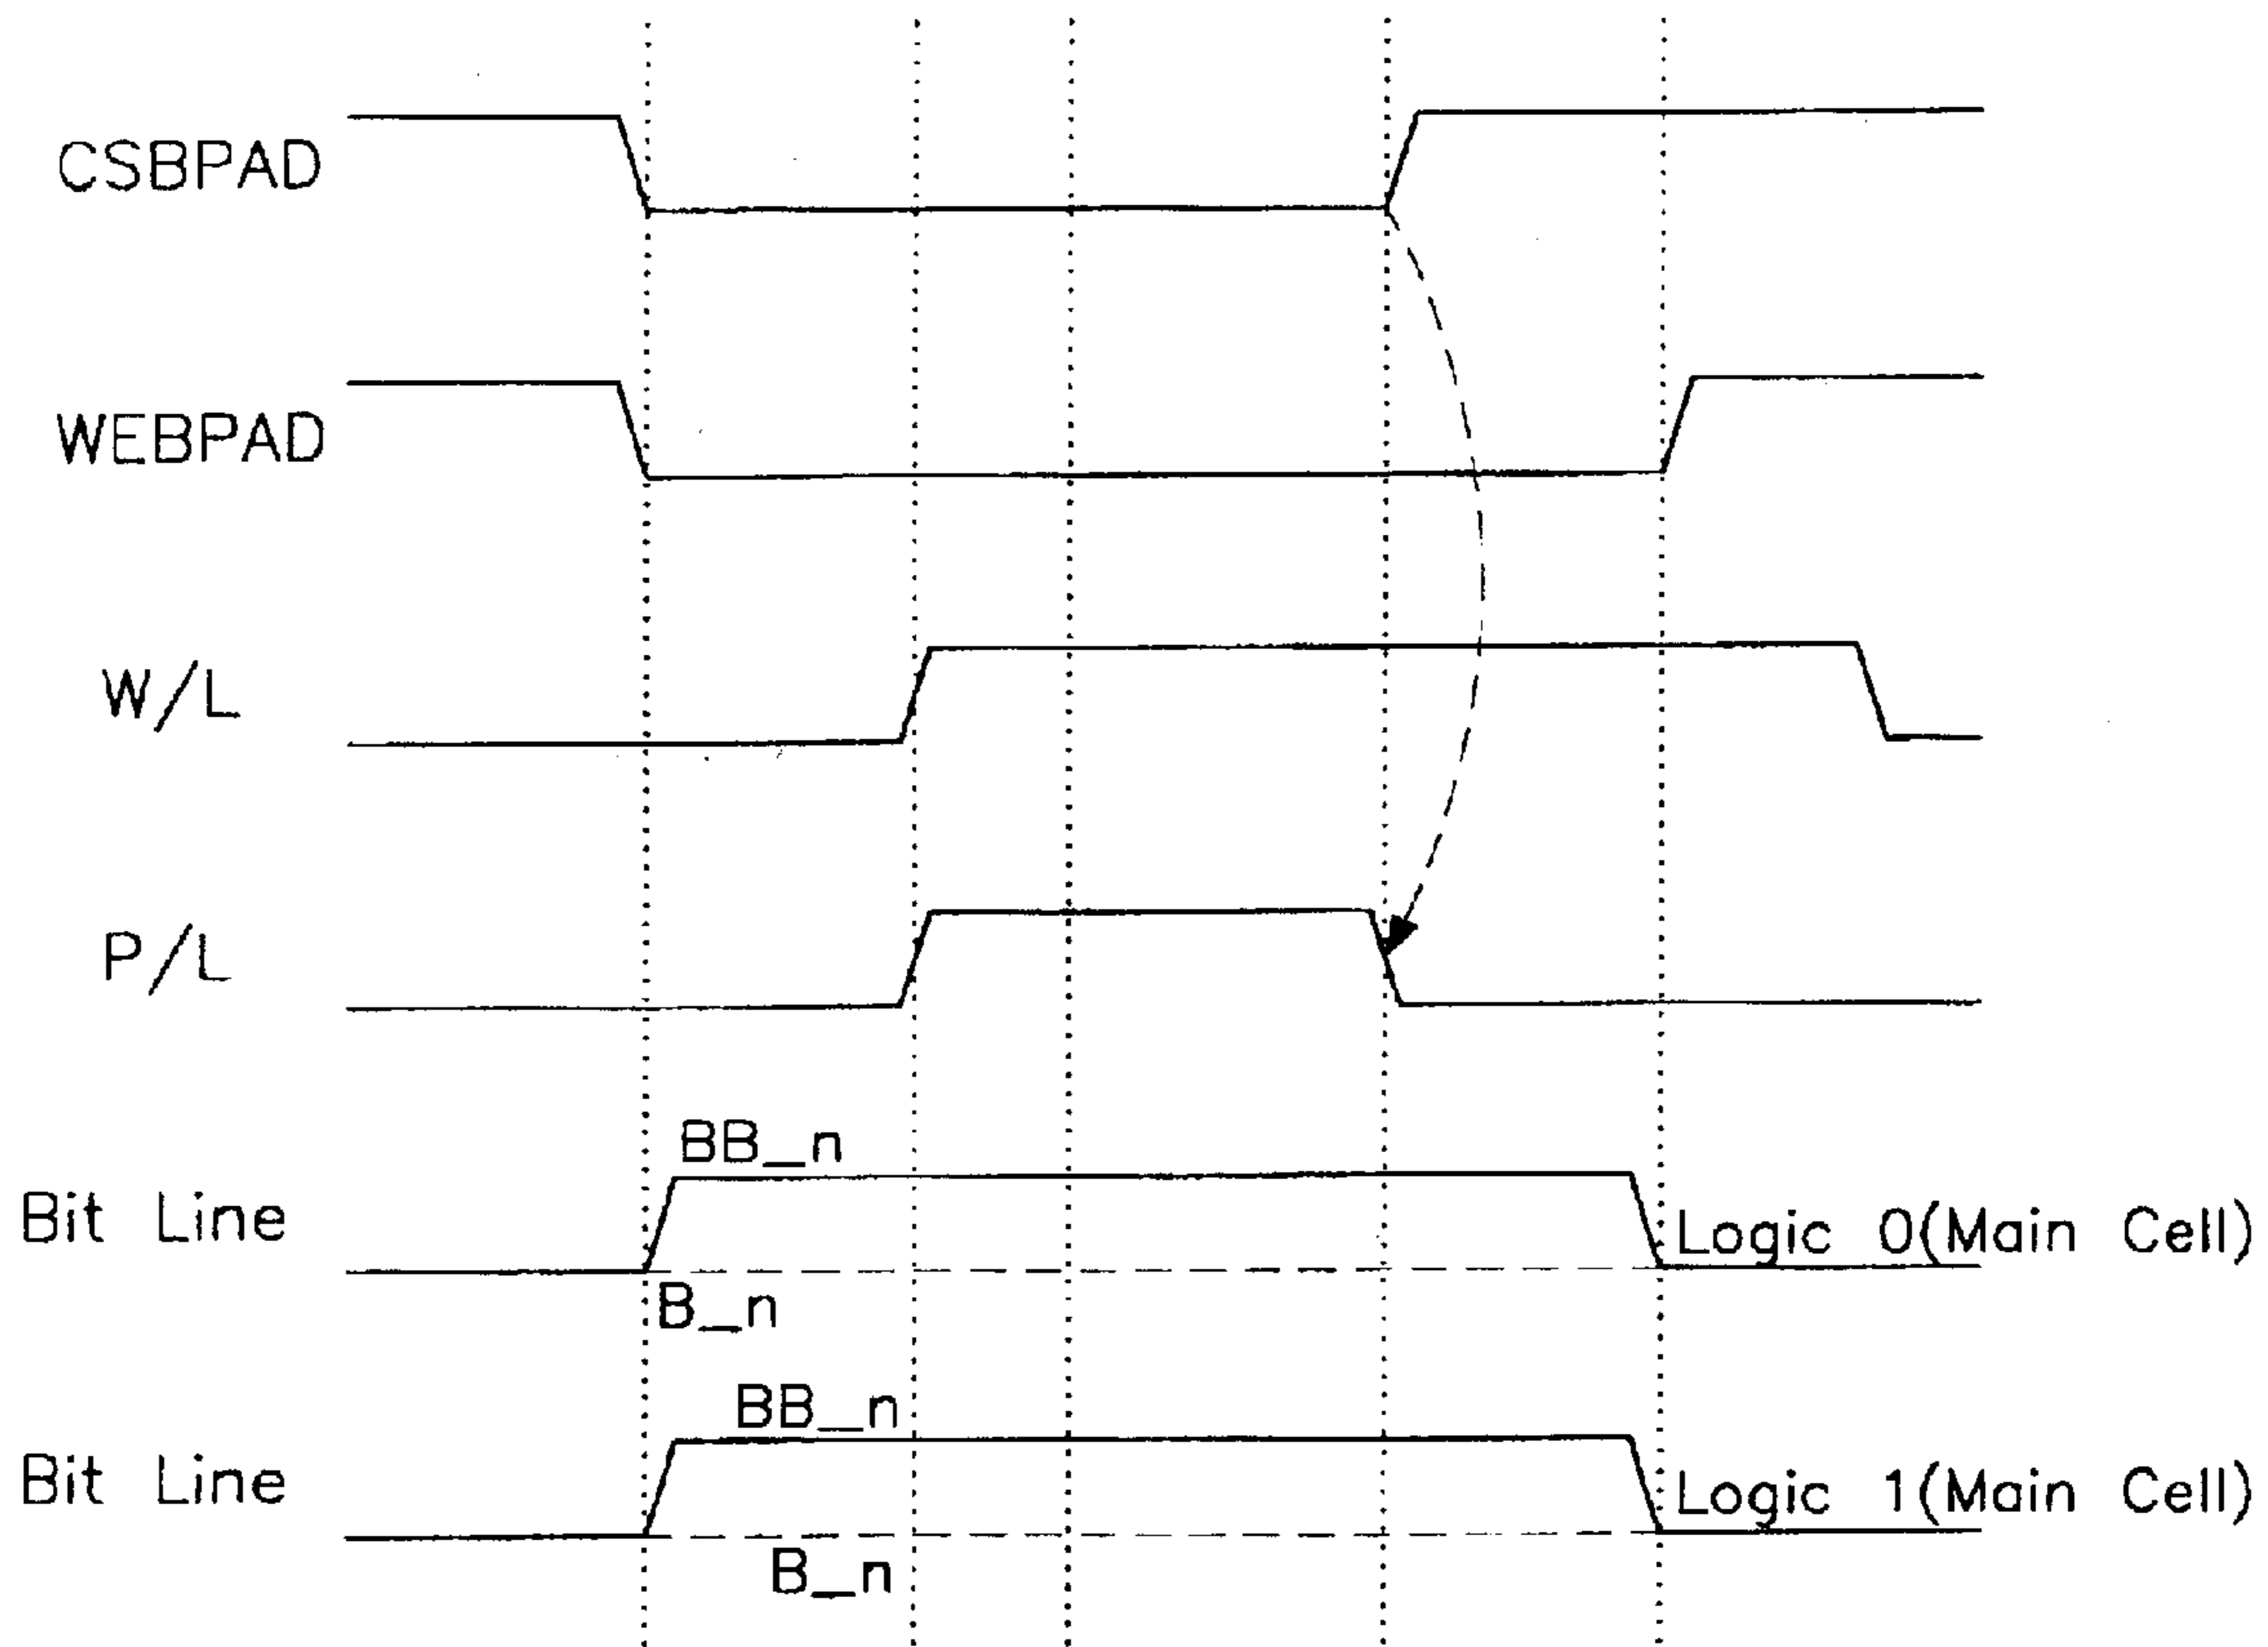 CSBPAD
WEBPAD
W/L
P/L
BB_n
Bit Line
Logic 0(Main Cell)
B_n
BB_n
Bit Line
Logic 1(Main Cell)
B_n